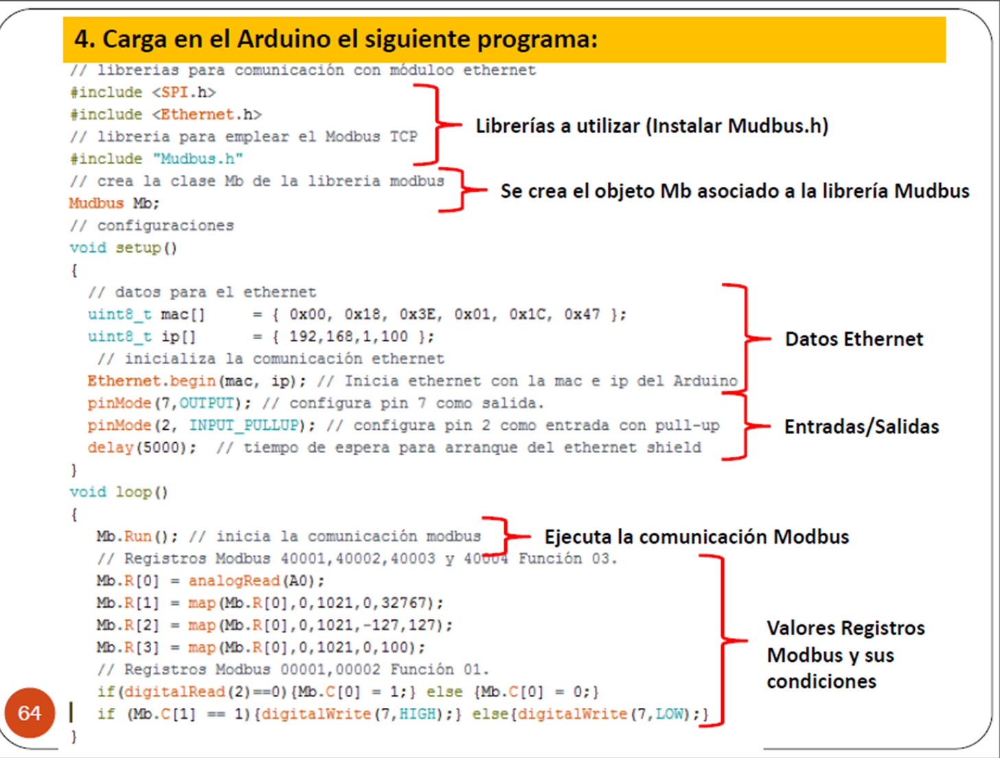 4. Carga en el Arduino el siguiente programa:
// librerias para comunicación con móduloo ethernet
#include <SPI.h>
#include <Ethernet.h>
// libreria para emplear el Modbus TCP
#include "Mudbus.h"
Librerías a utilizar (Instalar Mudbus.h)
// crea la clase Mb de la libreria modbus
Mudbus Mb;
Se crea el objeto Mb asociado a la librería Mudbus
// configuraciones
void setup()
{
// datos para el ethernet
uint8_t mac[] = { 0x00, 0x18, 0x3E, 0x01, 0x1C, 0x47 };
uint8_t ip[] = { 192,168,1,100 };
// inicializa la comunicación ethernet
Ethernet.begin(mac, ip); // Inicia ethernet con la mac e ip del Arduino
Datos Ethernet
pinMode(7,OUTPUT); // configura pin 7 como salida.
pinMode(2, INPUT_PULLUP); // configura pin 2 como entrada con pull-up
delay(5000); // tiempo de espera para arranque del ethernet shield
Entradas/Salidas
}
void loop()
{
Mb.Run(); // inicia la comunicación modbus
Ejecuta la comunicación Modbus
// Registros Modbus 40001,40002,40003 y 40004 Función 03.
Mb.R[0] = analogRead(A0);
Mb.R[1] = map(Mb.R[0],0,1021,0,32767);
Mb.R[2] = map(Mb.R[0],0,1021,-127,127);
Mb.R[3] = map(Mb.R[0],0,1021,0,100);
// Registros Modbus 00001,00002 Función 01.
if(digitalRead(2)==0){Mb.C[0] = 1;} else {Mb.C[0] = 0;}
if (Mb.C[1] == 1){digitalWrite(7,HIGH);} else{digitalWrite(7,LOW);}
}
Valores Registros
Modbus y sus
condiciones
64